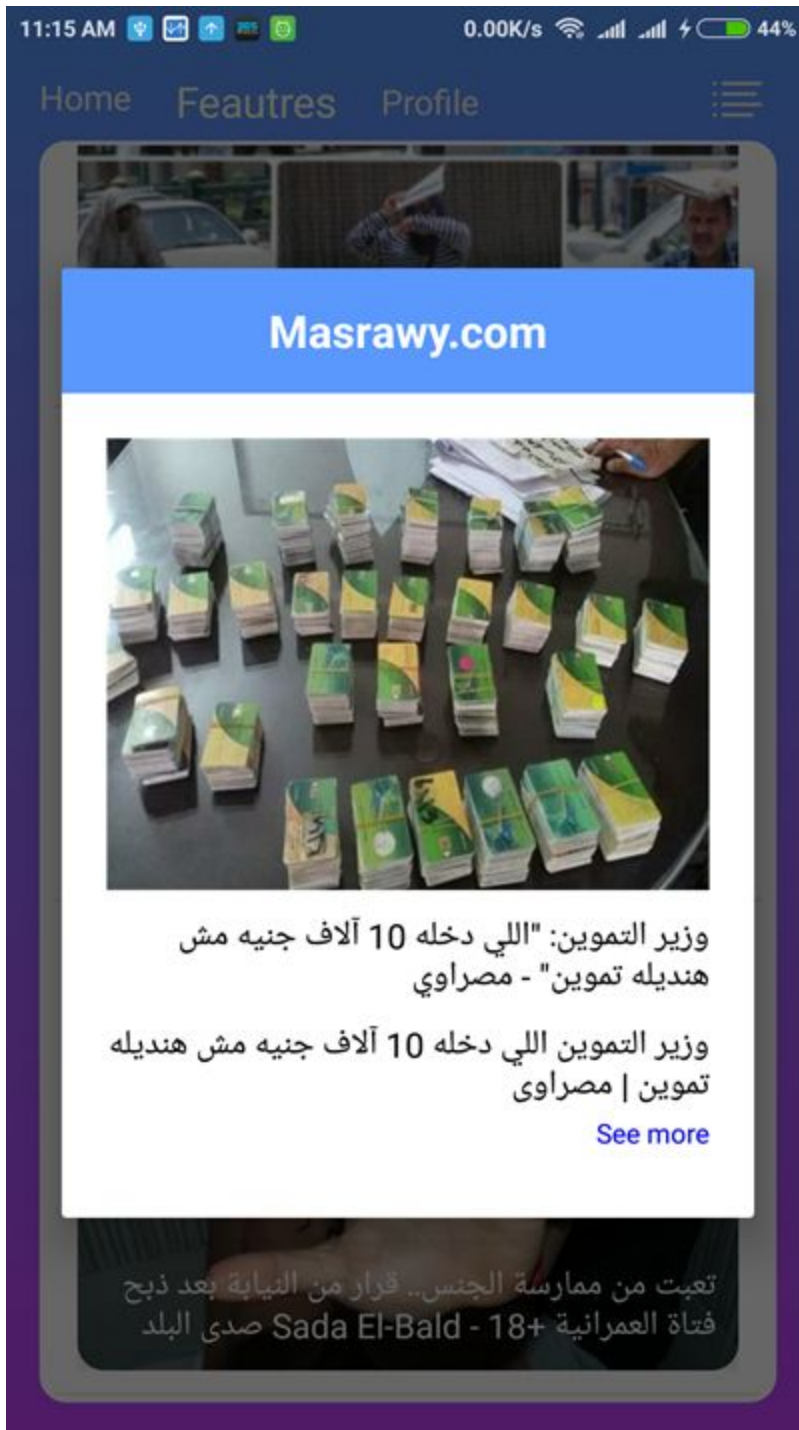 11:15 AM
0.00K/s
44%
Home Feautres Profile
Masrawy.com
وزير التموين: "اللي دخله 10 آلاف جنيه مش
هنديله تموين" - مصراوي
وزير التموين اللي دخله 10 آلاف جنيه مش هنديله
تموين | مصراوى
See more
تعبت من ممارسة الجنس.. قرار من النيابة بعد ذبح
فتاة العمرانية +18 - Sada El-Bald صدى البلد